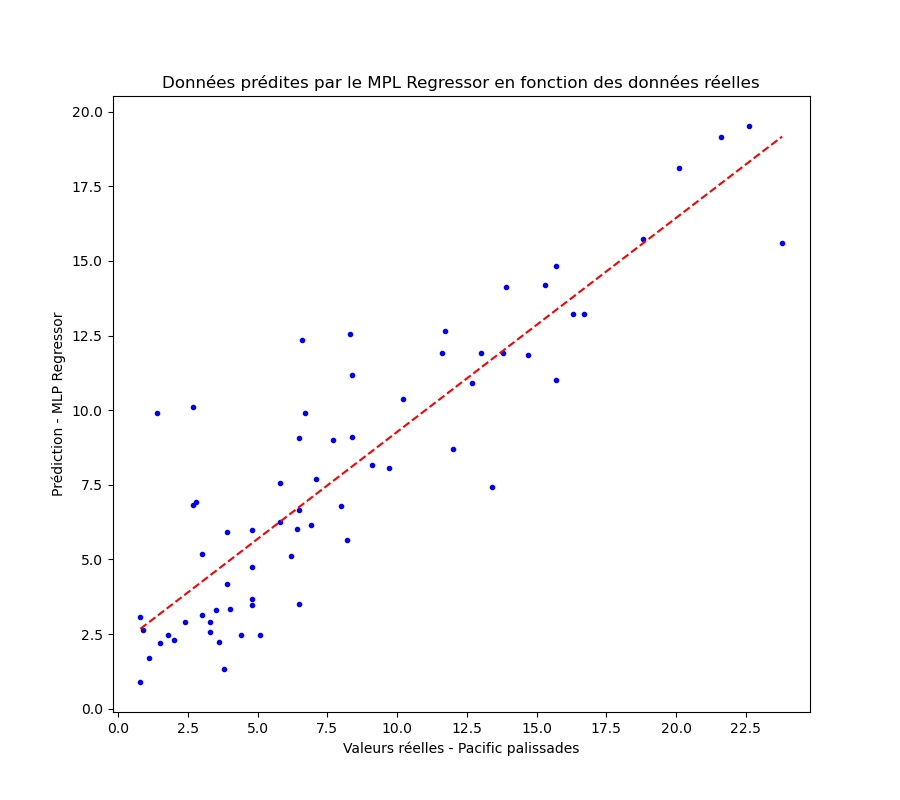 Données prédites par le MPL Regressor en fonction des données réelles
20.0
17.5
15.0
12.5
10.0
7.5
5.0
2.5
0.0
Prédiction - MLP Regressor
0.0 2.5 5.0 7.5 10.0 12.5 15.0 17.5 20.0 22.5
Valeurs réelles - Pacific palissades